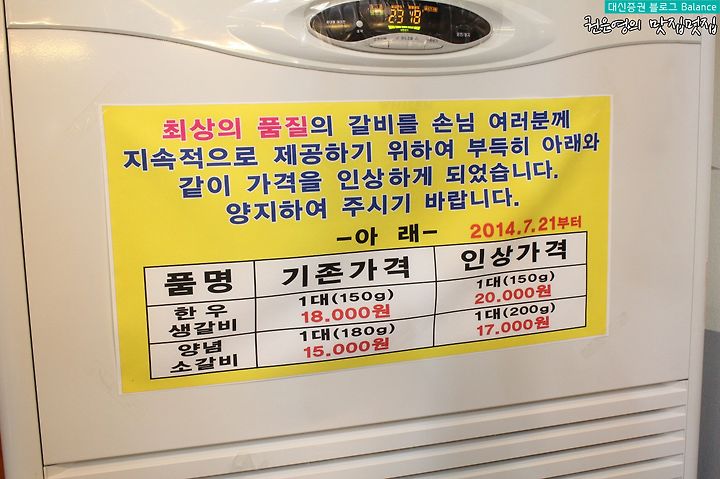 대신증권 블로그 Balance
권운영의 맛집멋집
23 18
최상의 품질의 갈비를 손님 여러분께
지속적으로 제공하기 위하여 부득히 아래와
같이 가격을 인상하게 되었습니다.
양지하여 주시기 바랍니다.
-아 래- 2014.7.21부터
품명 기존가격 인상가격
한우 생갈비 1대(150g) 18.000원 1대(150g) 20.000원
양념 소갈비 1대(180g) 15.000원 1대(200g) 17.000원